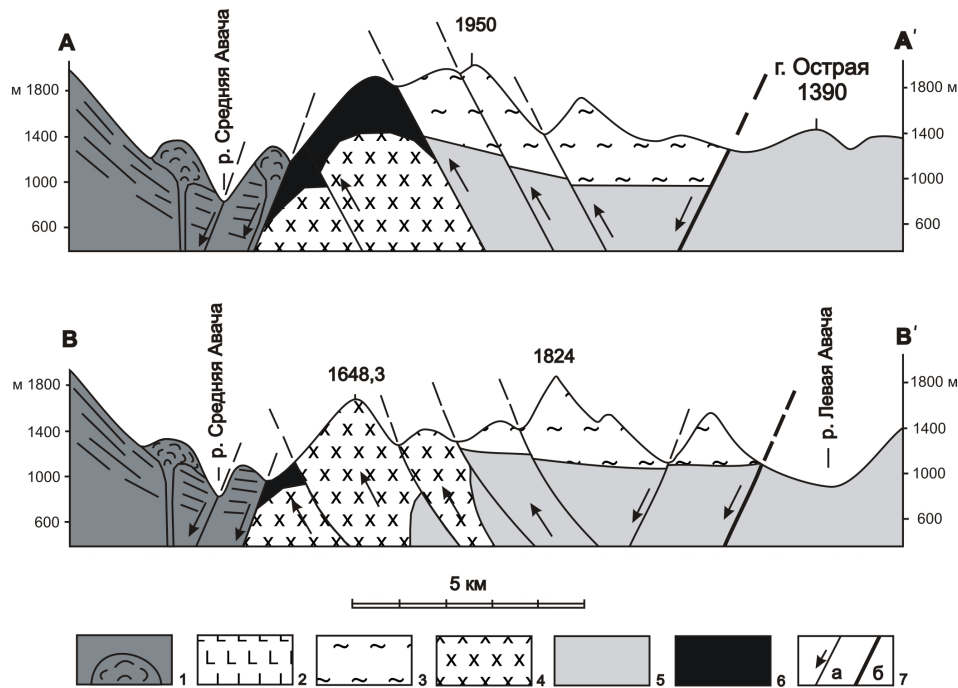 А
р. Средняя Авача
1950
А'
г. Острая
1390
м 1800
1400
1000
600
1800 м
1400
1000
600
В
р. Средняя Авача
1648,3
1824
р. Левая Авача
В'
м 1800
1400
1000
600
1800 м
1400
1000
600
5 км
1
2
3
4
5
6
а
б
7